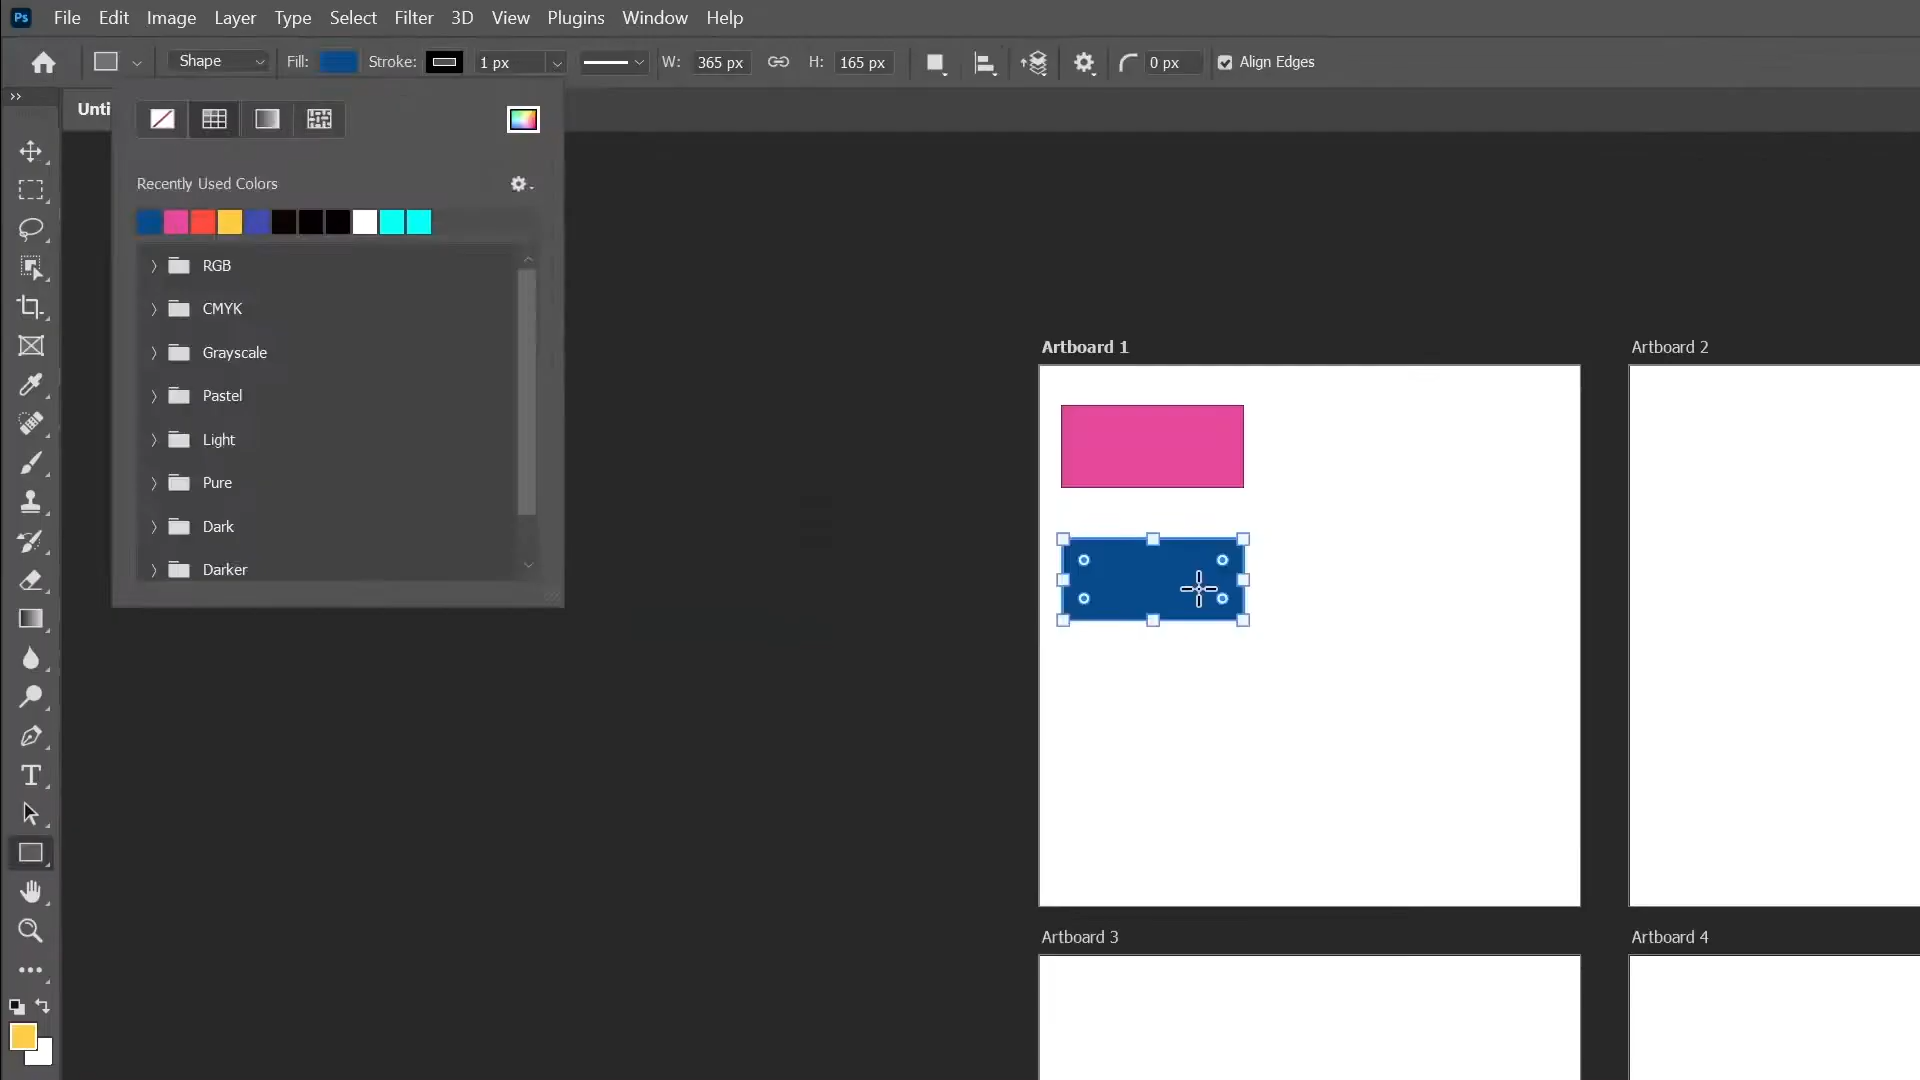 Ps File Edit Image Layer Type Select Filter 3D View Plugins Window Help
Shape Fill: Stroke: 1 px W: 365 px H: 165 px 0 px Align Edges
Unti
Recently Used Colors
RGB
CMYK
Grayscale
Pastel
Light
Pure
Dark
Darker
Artboard 1
Artboard 2
Artboard 3
Artboard 4